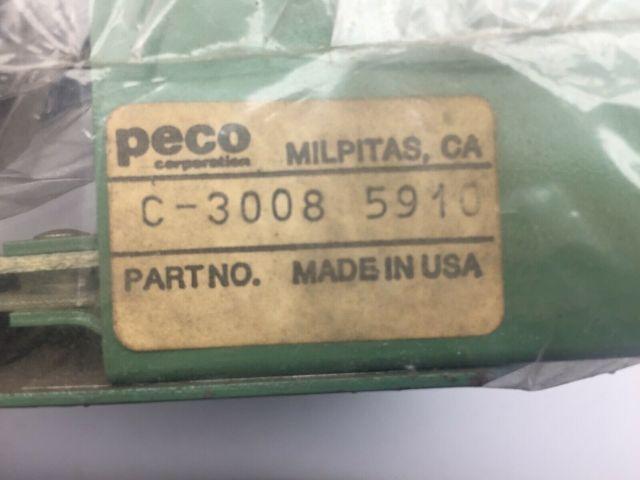 peco
corporation MILPITAS, CA
C-3008 5910
PART NO. MADE IN USA